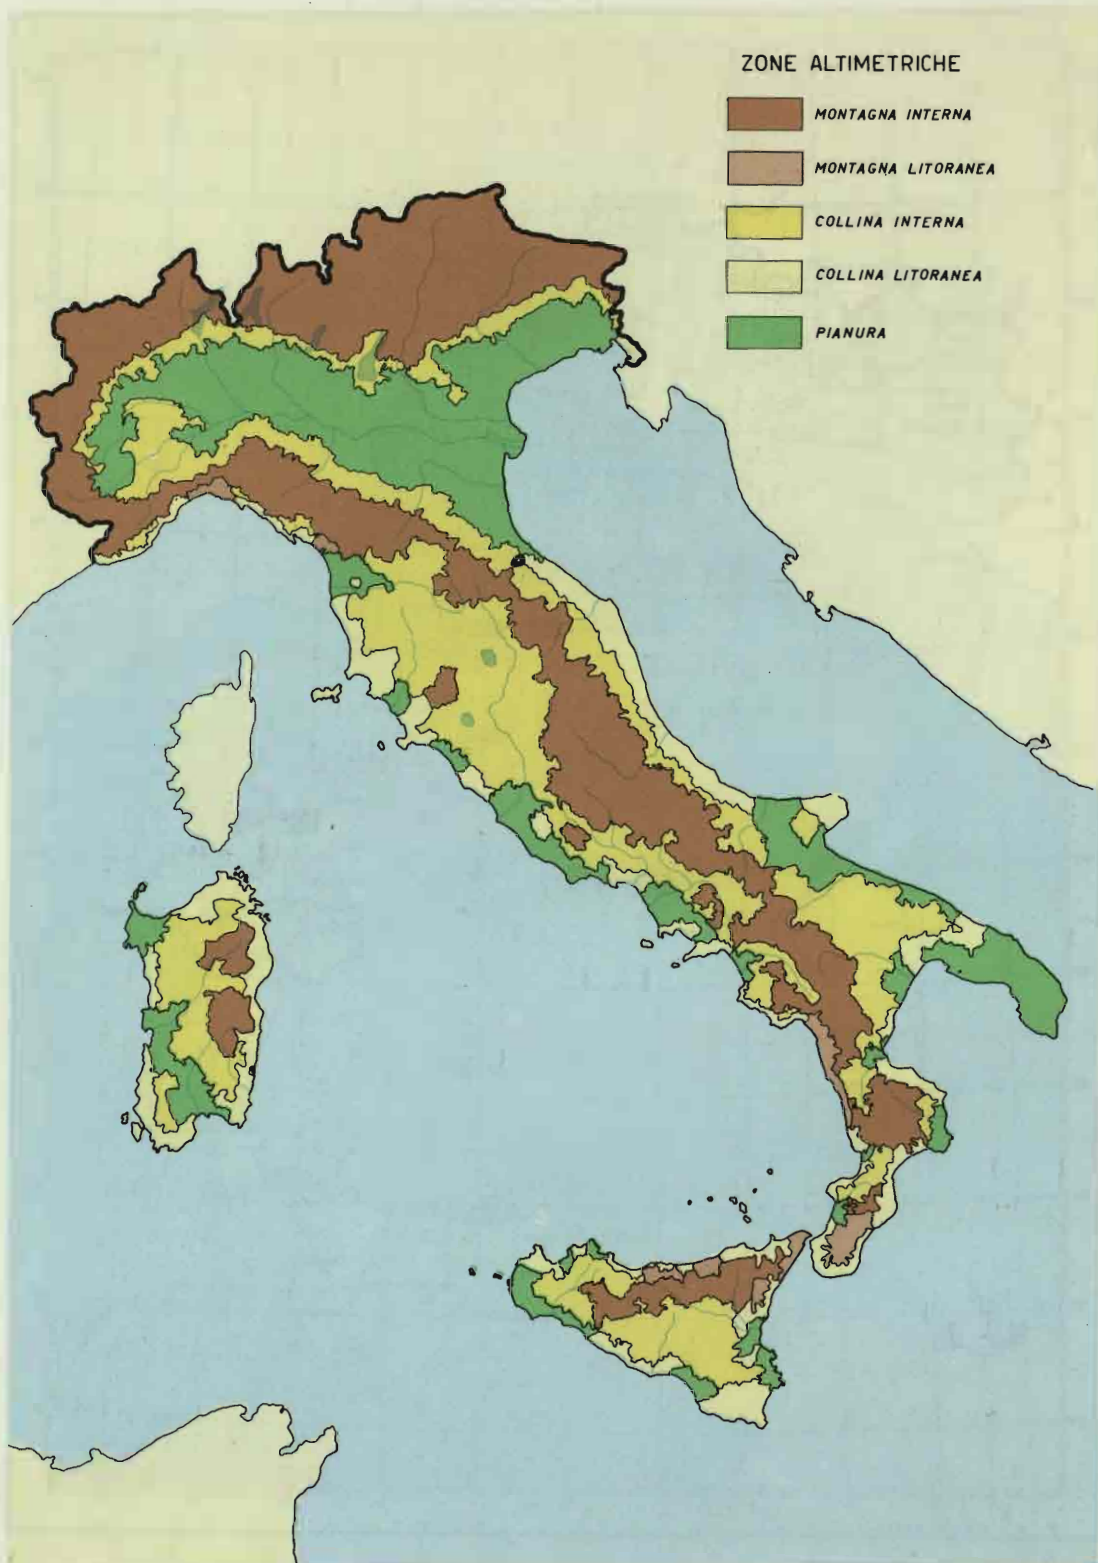 ZONE ALTIMETRICHE
MONTAGNA INTERNA
MONTAGNA LITORANEA
COLLINA INTERNA
COLLINA LITORANEA
PIANURA